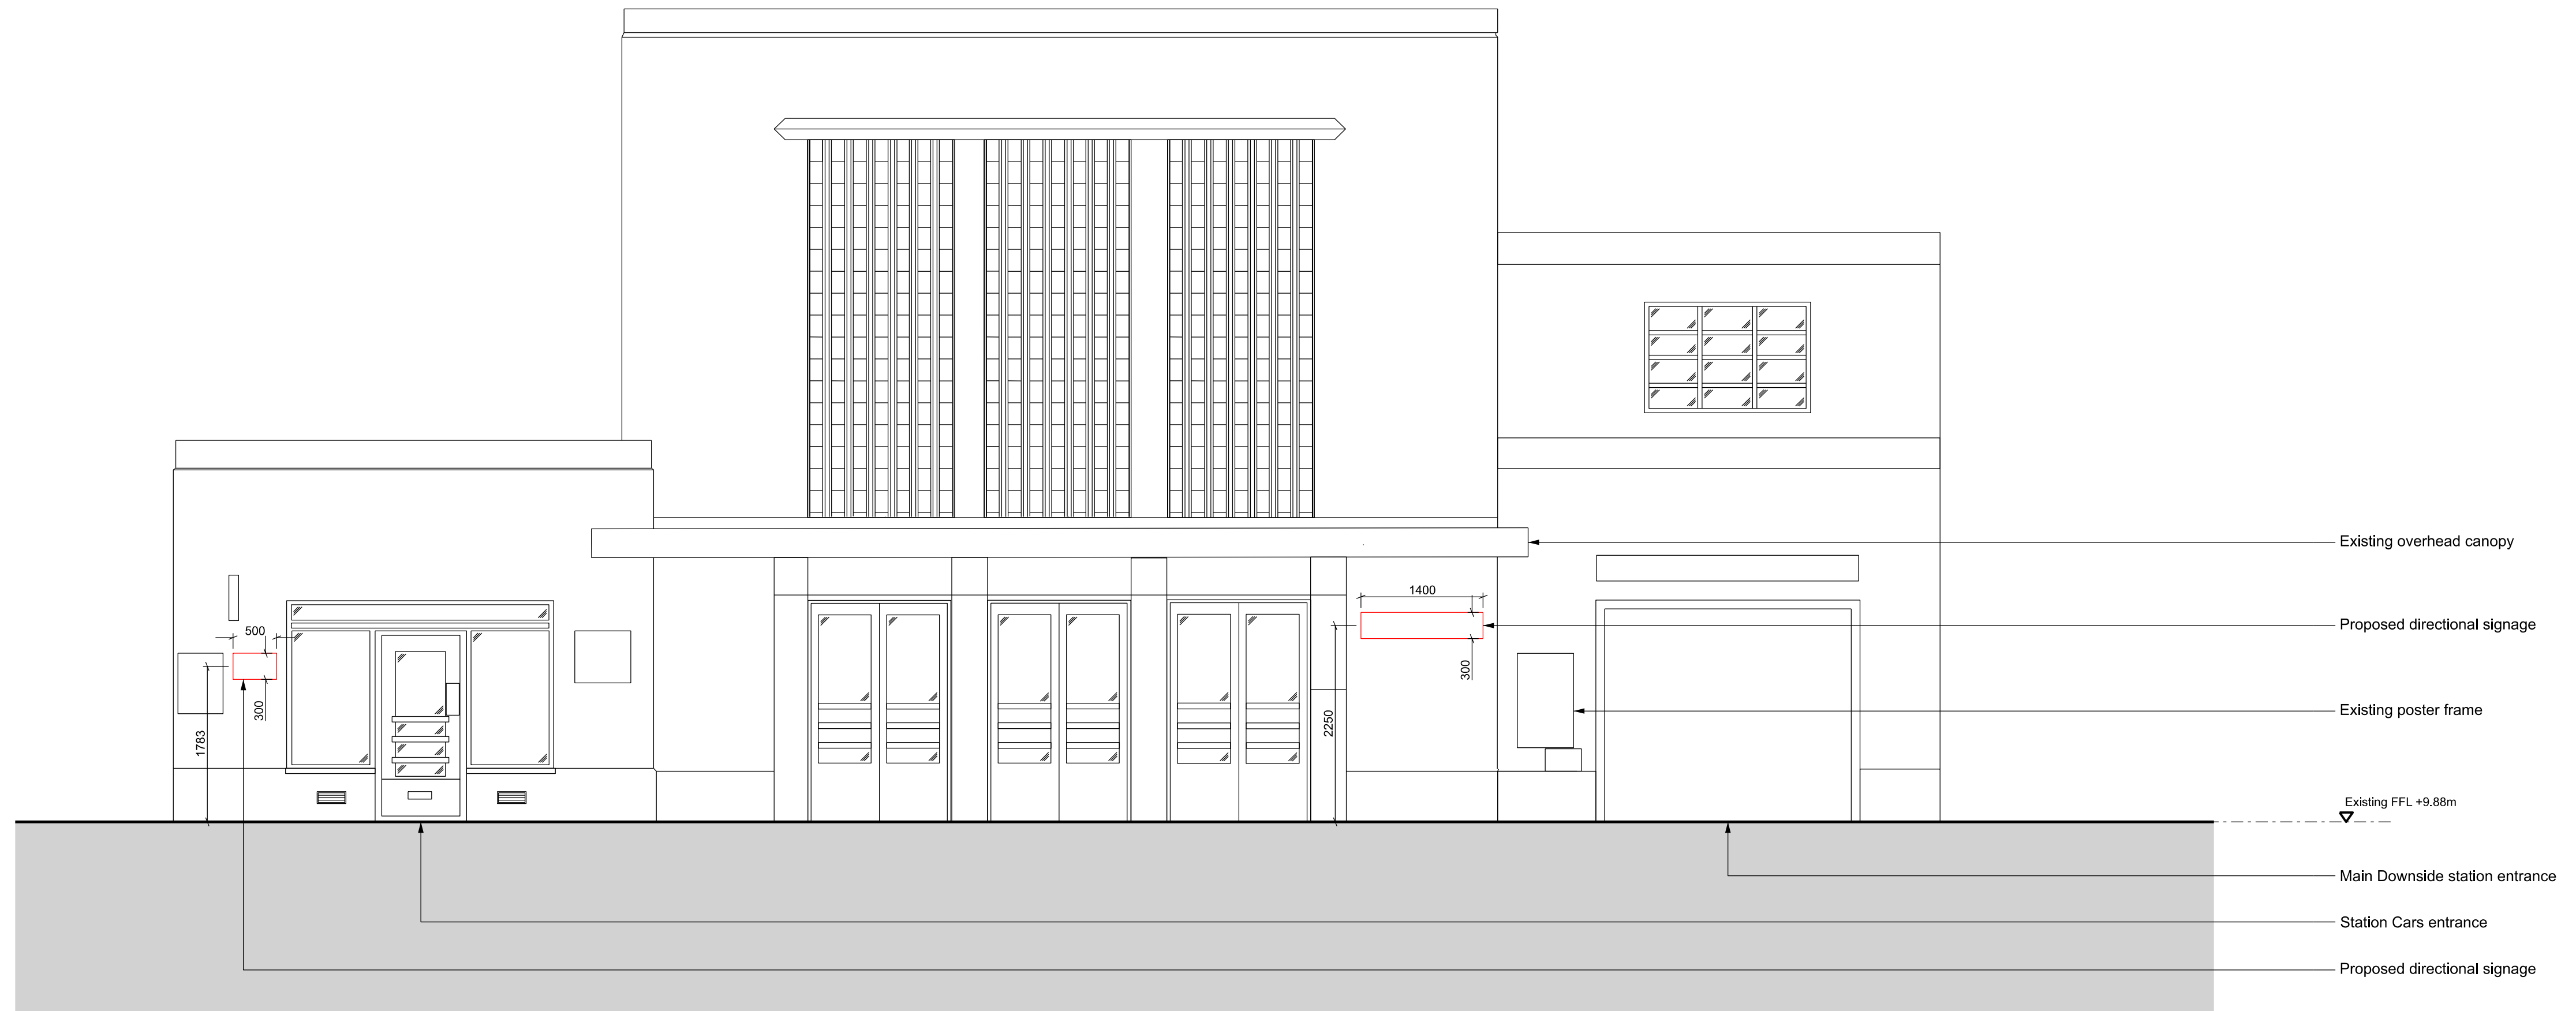 Existing overhead canopy
1400
Proposed directional signage
500
300
300
Existing poster frame
1783
2250
Existing FFL +9.88m
Main Downside station entrance
Station Cars entrance
Proposed directional signage